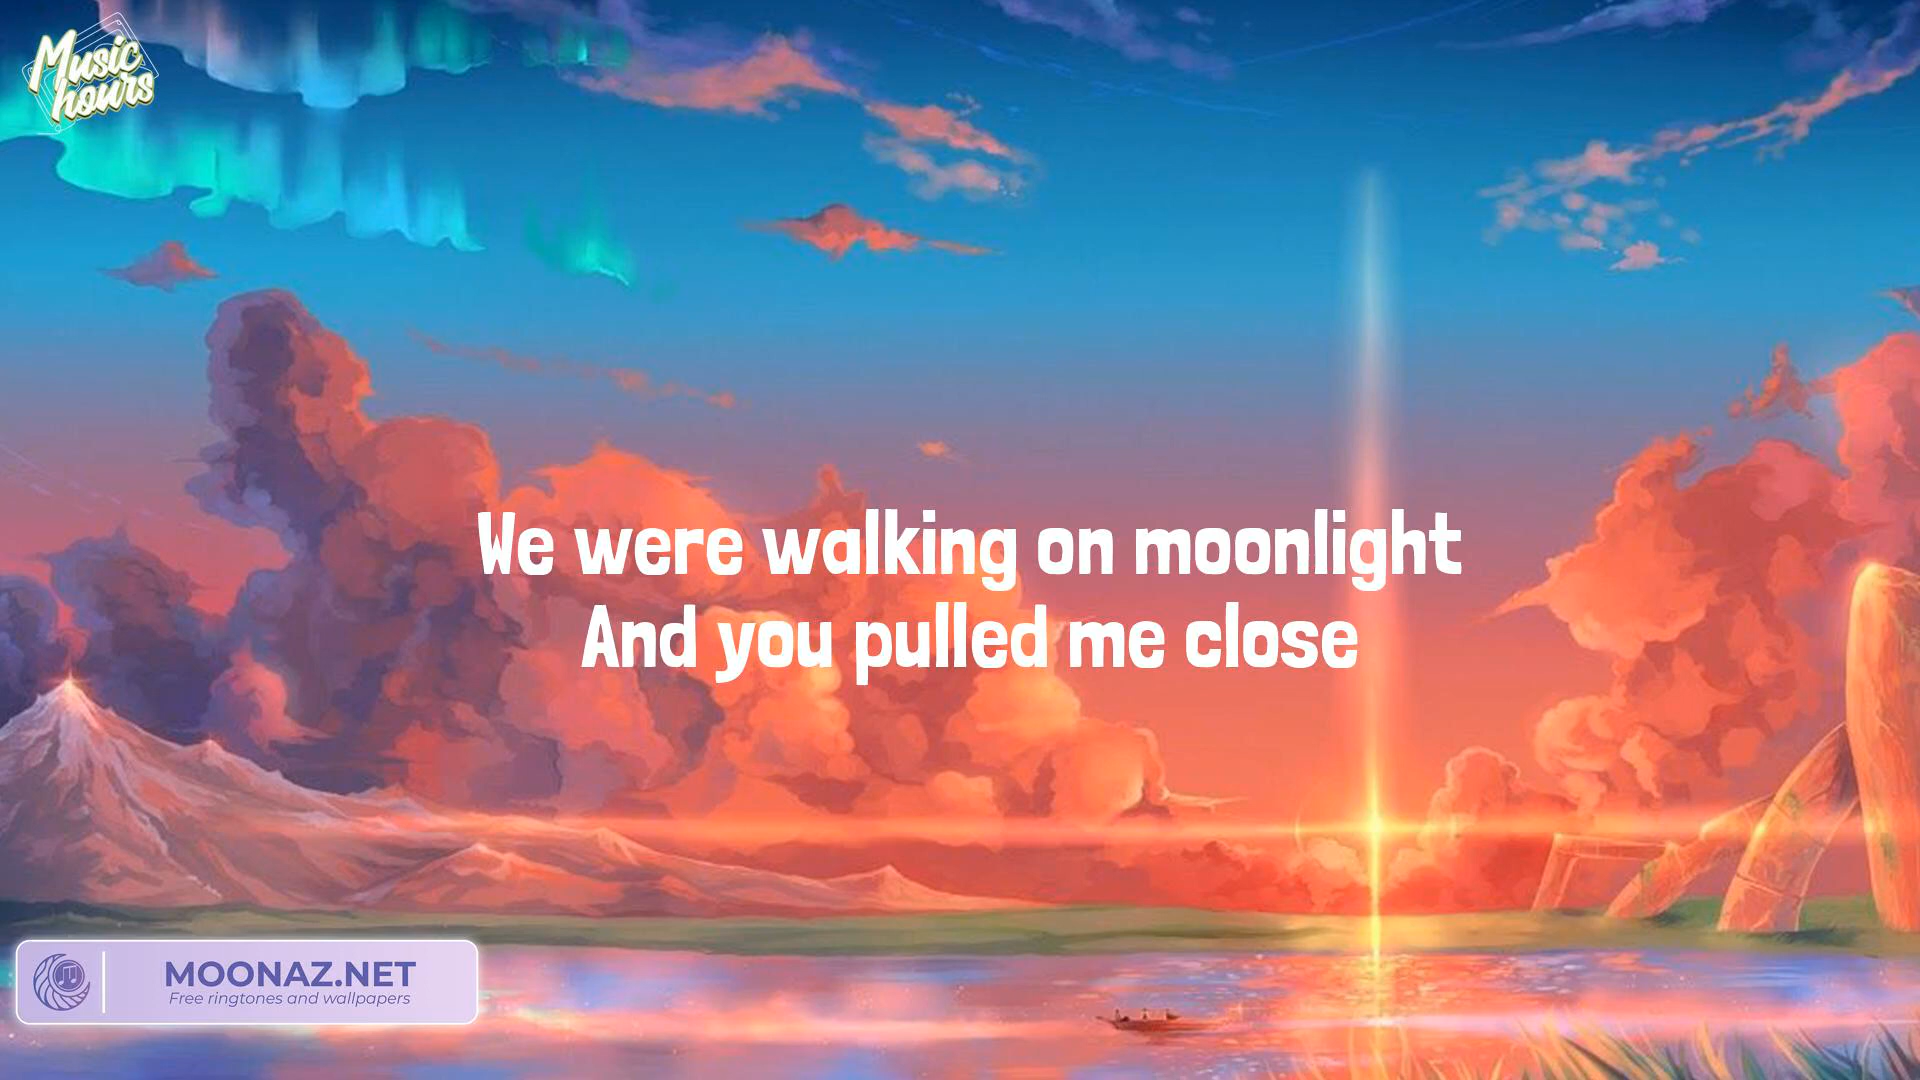 Music
hours
We were walking on moonlight
And you pulled me close
MOONAZ.NET
Free ringtones and wallpapers